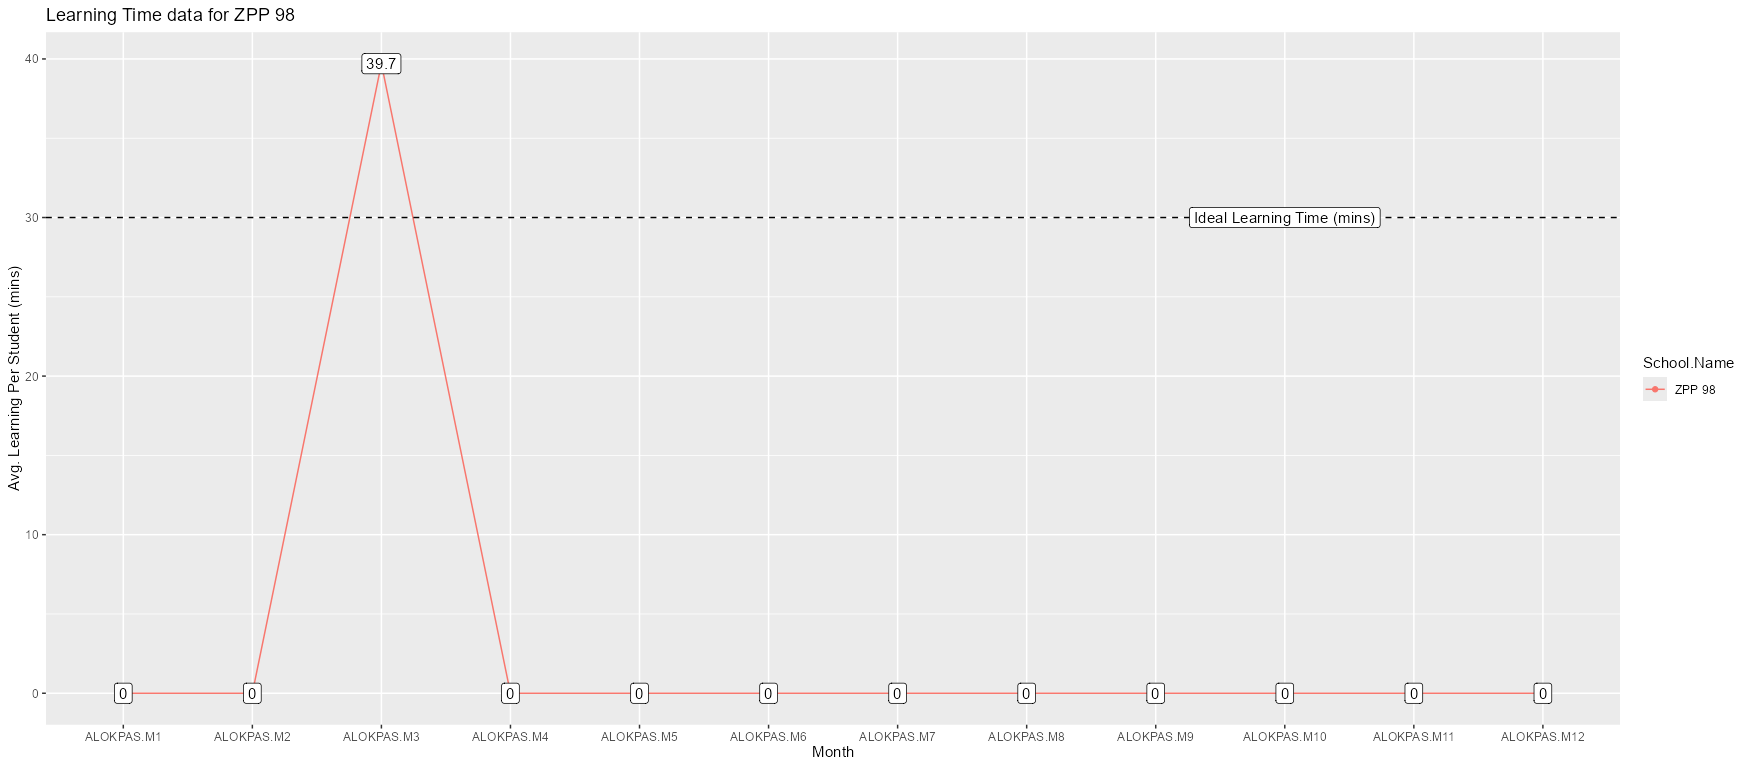 Learning Time data for ZPP 98
Avg. Learning Per Student (mins)
40
30
20
10
0
39.7
Ideal Learning Time (mins)
0
0
0
0
0
0
0
0
0
0
0
ALOKPAS.M1
ALOKPAS.M2
ALOKPAS.M3
ALOKPAS.M4
ALOKPAS.M5
ALOKPAS.M6
ALOKPAS.M7
ALOKPAS.M8
ALOKPAS.M9
ALOKPAS.M10
ALOKPAS.M11
ALOKPAS.M12
Month
School.Name
ZPP 98